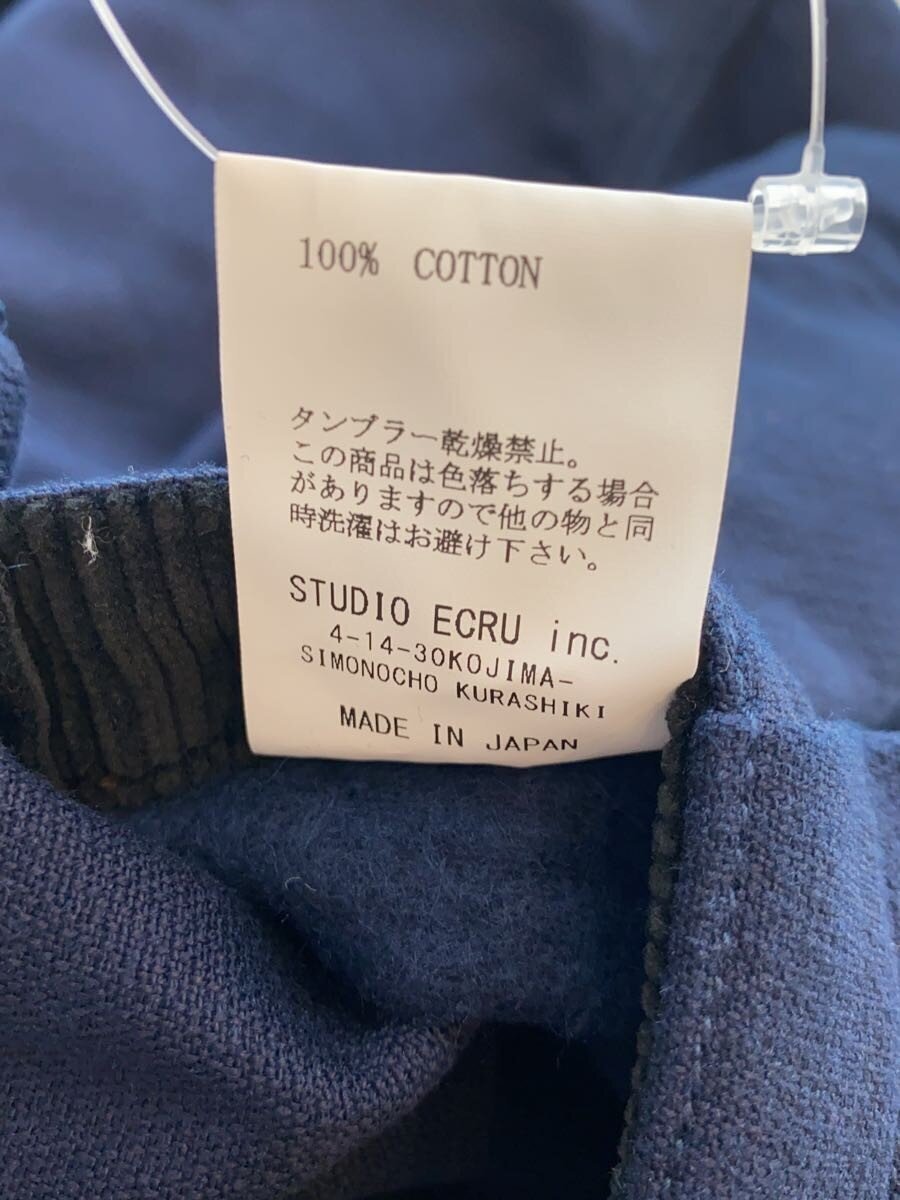 100% COTTON
タンブラー乾燥禁止。
この商品は色落ちする場合
がありますので他の物と同
時洗濯はお避け下さい。
STUDIO ECRU inc.
4-14-30KOJIMA-
SIMONOCHO KURASHIKI
MADE IN JAPAN